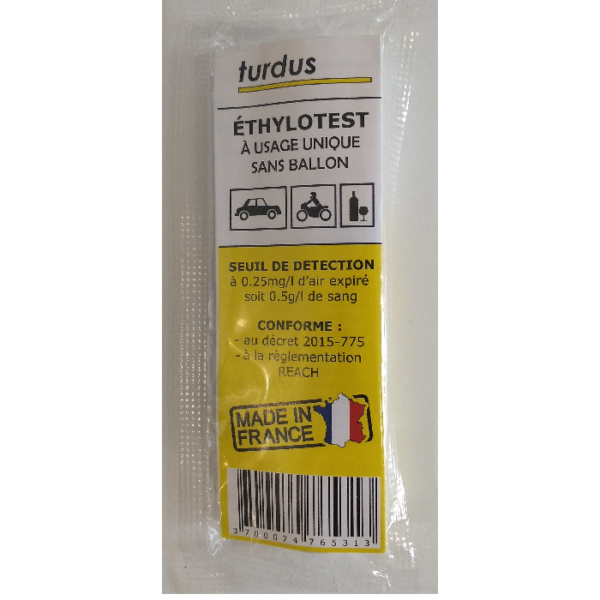 turdus
ÉTHYLOTEST
À USAGE UNIQUE
SANS BALLON
SEUIL DE DETECTION
à 0.25mg/l d'air expiré
soit 0.5g/l de sang
CONFORME :
- au décret 2015-775
- à la règlementation
REACH
MADE IN
FRANCE
3 700024 765313